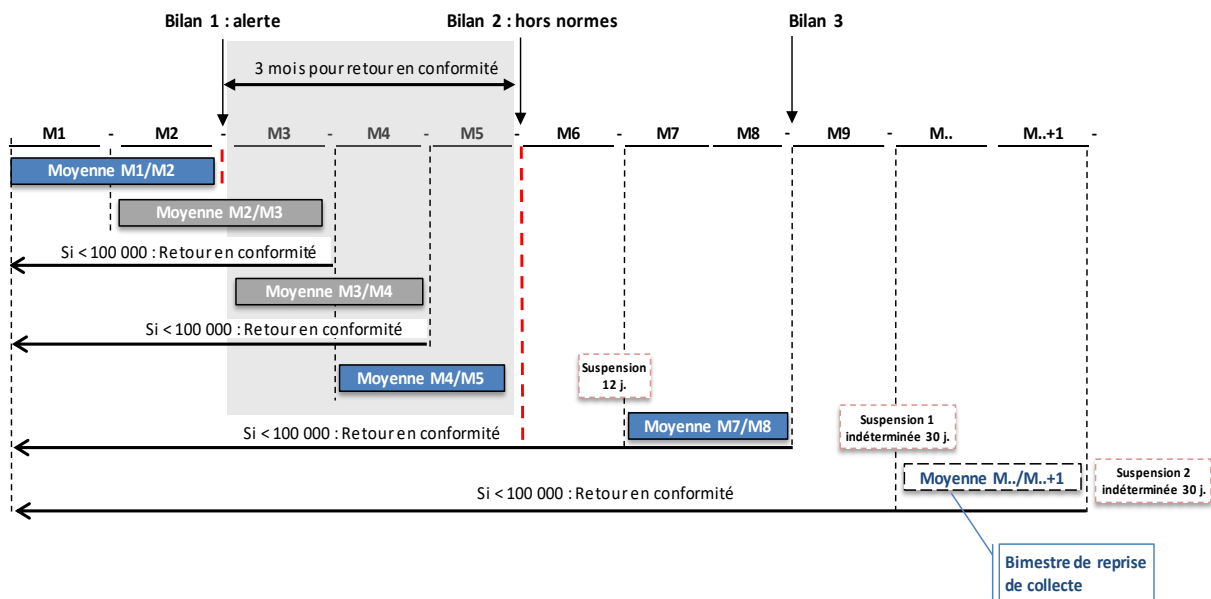 Bilan 1 : alerte
Bilan 2 : hors normes
Bilan 3
3 mois pour retour en conformité
M1 - M2 - M3 - M4 - M5 - M6 - M7 M8 - M9 - M.. - M..+1 -
Moyenne M1/M2
Moyenne M2/M3
Si < 100 000 : Retour en conformité
Moyenne M3/M4
Si < 100 000 : Retour en conformité
Moyenne M4/M5
Suspension
12 j.
Si < 100 000 : Retour en conformité
Moyenne M7/M8
Suspension 1
indéterminée 30 j.
Moyenne M../M..+1
Suspension 2
indéterminée 30 j.
Si < 100 000 : Retour en conformité
Bimestre de reprise
de collecte